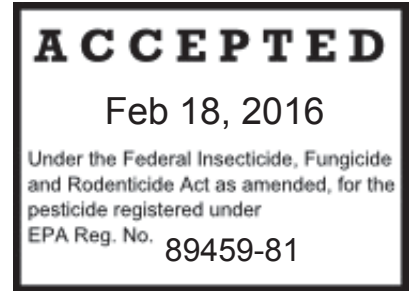 ACCEPTED
Feb 18, 2016
Under the Federal Insecticide, Fungicide
and Rodenticide Act as amended, for the
pesticide registered under
EPA Reg. No. 89459-81